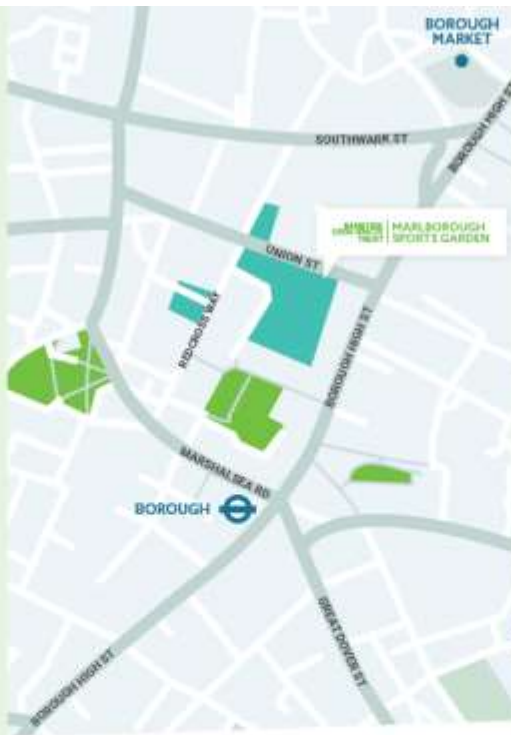 BOROUGH
MARKET
BOROUGH HIGH ST
SOUTHWARK ST
TRUST
MARLBOROUGH
SPORTS GARDEN
UNION ST
REDCROSS WAY
BOROUGH HIGH ST
MARSHALSEA RD
BOROUGH
GREAT DOVER ST
BOROUGH HIGH ST